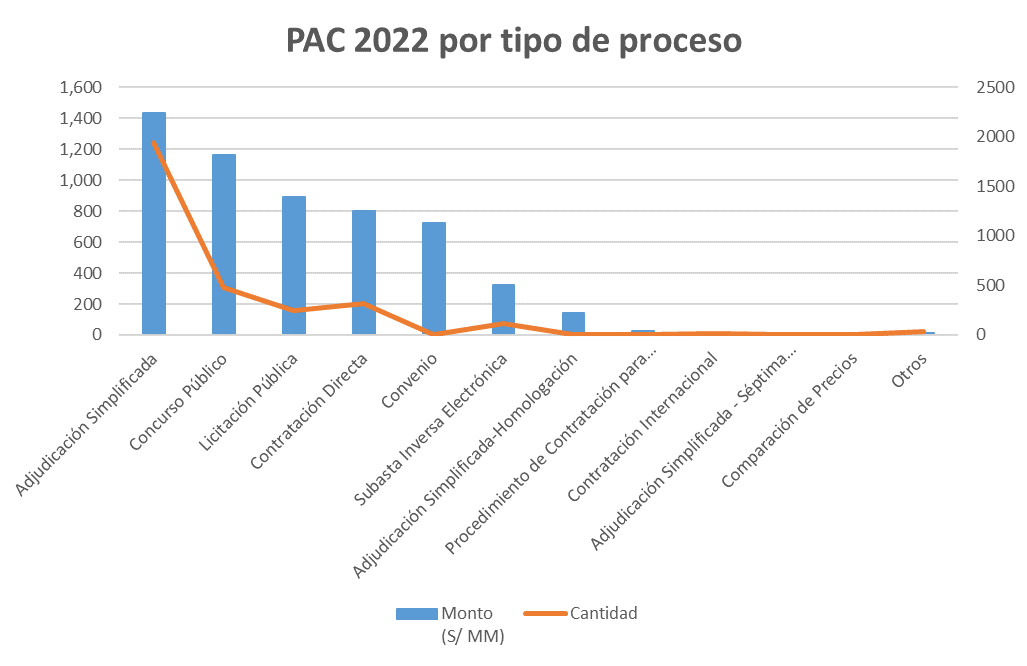 PAC 2022 por tipo de proceso
1,600
1,400
1,200
1,000
800
600
400
200
0
2500
2000
1500
1000
500
0
Adjudicación Simplificada
Concurso Público
Licitación Pública
Contratación Directa
Convenio
Subasta Inversa Electrónica
Adjudicación Simplificada-Homologación
Procedimiento de Contratación para...
Contratación Internacional
Adjudicación Simplificada - Séptima...
Comparación de Precios
Otros
Monto
(S/ MM)
Cantidad